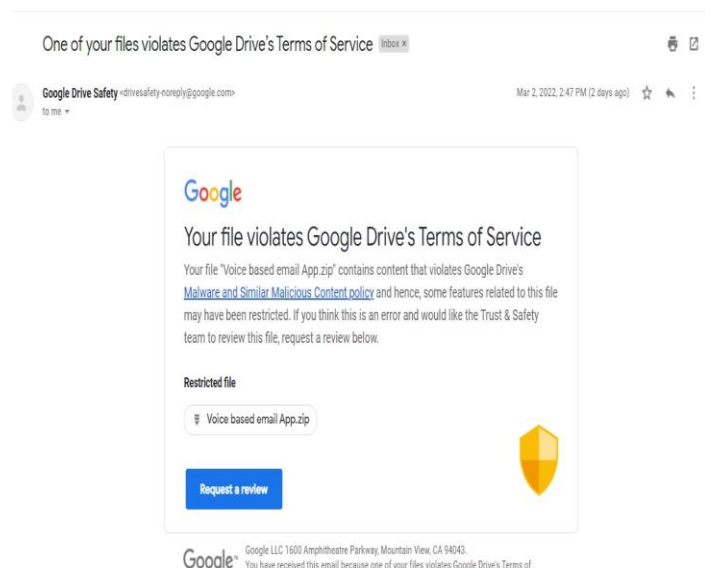 One of your files violates Google Drive's Terms of Service Inbox ×
Google Drive Safety <drivesafety-noreply@google.com>
Mar 2, 2022, 2:47 PM (2 days ago)
to me
Google
Your file violates Google Drive's Terms of Service
Your file "Voice based email App.zip" contains content that violates Google Drive's
Malware and Similar Malicious Content policy and hence, some features related to this file
may have been restricted. If you think this is an error and would like the Trust & Safety
team to review this file, request a review below.
Restricted file
Voice based email App.zip
Request a review
Google™
Google LLC 1600 Amphitheatre Parkway, Mountain View, CA 94043.
You have received this email because one of your files violates Google Drive's Terms of